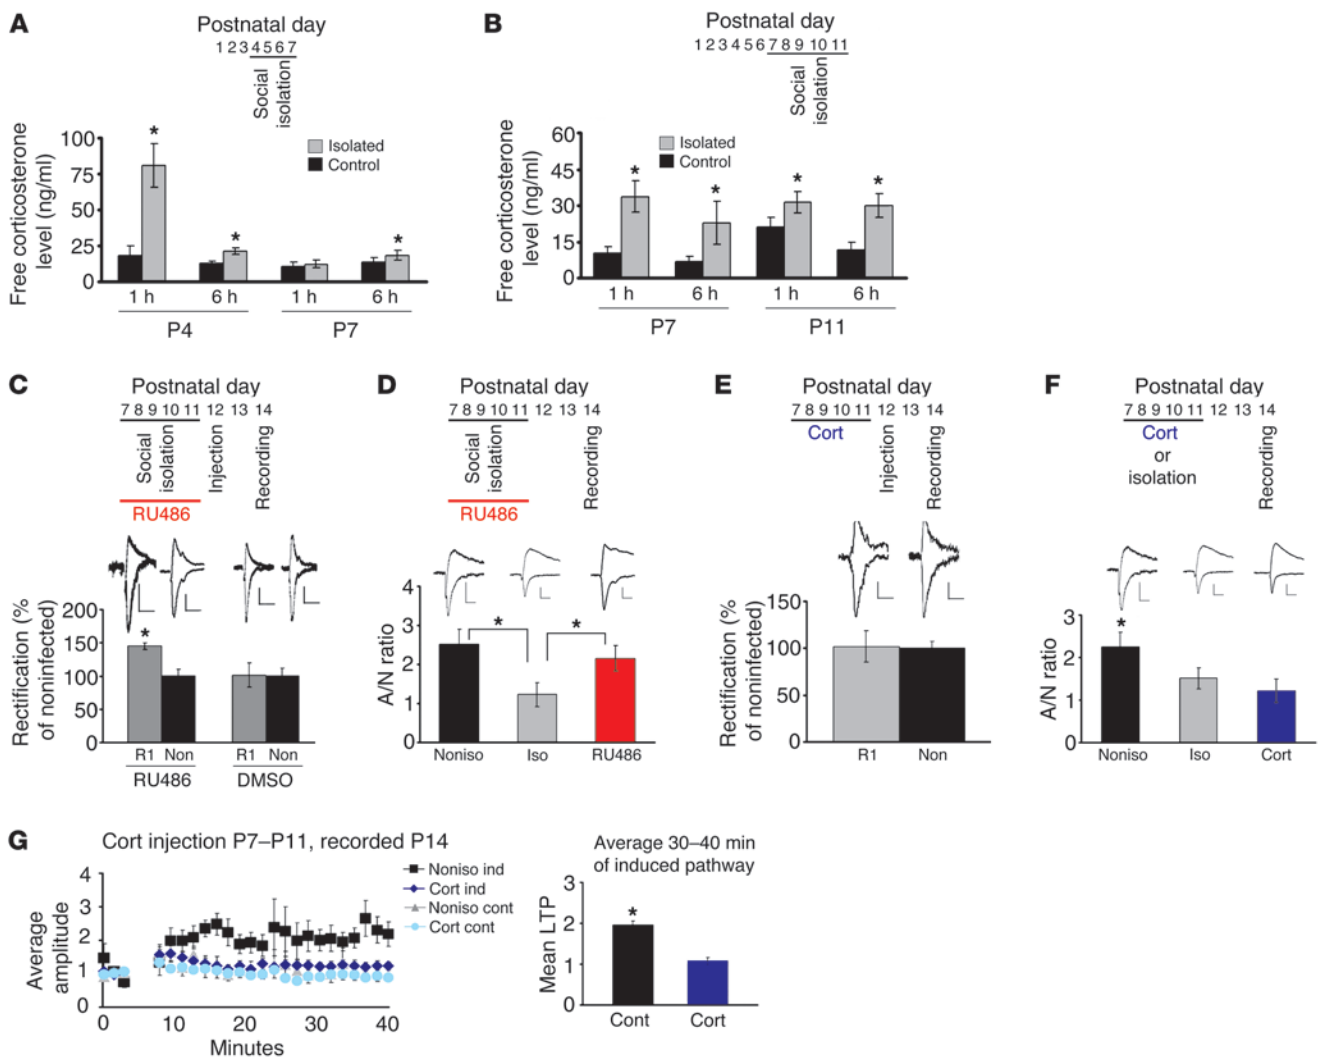 A
Postnatal day
1 2 3 4 5 6 7
Social
isolation
Free corticosterone
level (ng/ml)
100
75
50
25
0
*
*
*
Isolated
Control
1 h
6 h
1 h
6 h
P4
P7
B
Postnatal day
1 2 3 4 5 6 7 8 9 10 11
Social
isolation
Free corticosterone
level (ng/ml)
60
45
30
15
0
Isolated
Control
*
*
*
*
1 h
6 h
1 h
6 h
P7
P11
C
Postnatal day
7 8 9 10 11 12 13 14
Social
isolation
Injection
Recording
RU486
Rectification (%
of noninfected)
200
150
100
50
0
*
R1 Non
R1 Non
RU486
DMSO
D
Postnatal day
7 8 9 10 11 12 13 14
Social
isolation
Recording
RU486
A/N ratio
4
3
2
1
0
*
*
Noniso
Iso
RU486
E
Postnatal day
7 8 9 10 11 12 13 14
Cort
Injection
Recording
Rectification (%
of noninfected)
150
100
50
0
R1
Non
F
Postnatal day
7 8 9 10 11 12 13 14
Cort
or
isolation
Recording
A/N ratio
3
2
1
0
*
Noniso
Iso
Cort
G
Cort injection P7–P11, recorded P14
Average
amplitude
4
3
2
1
0
Noniso ind
Cort ind
Noniso cont
Cort cont
0
10
20
30
40
Minutes
Average 30–40 min
of induced pathway
Mean LTP
3
2
1
0
*
Cont
Cort